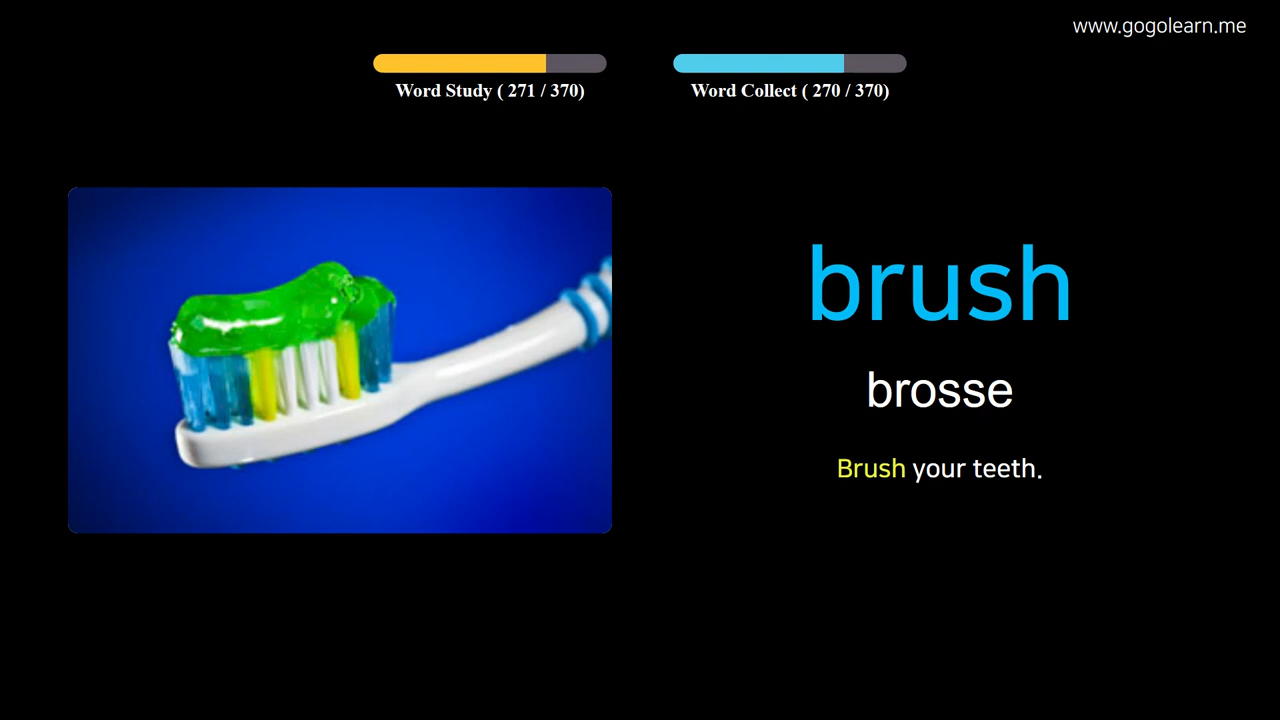 www.gogolearn.me
Word Study ( 271 / 370)
Word Collect ( 270 / 370)
brush
brosse
Brush your teeth.